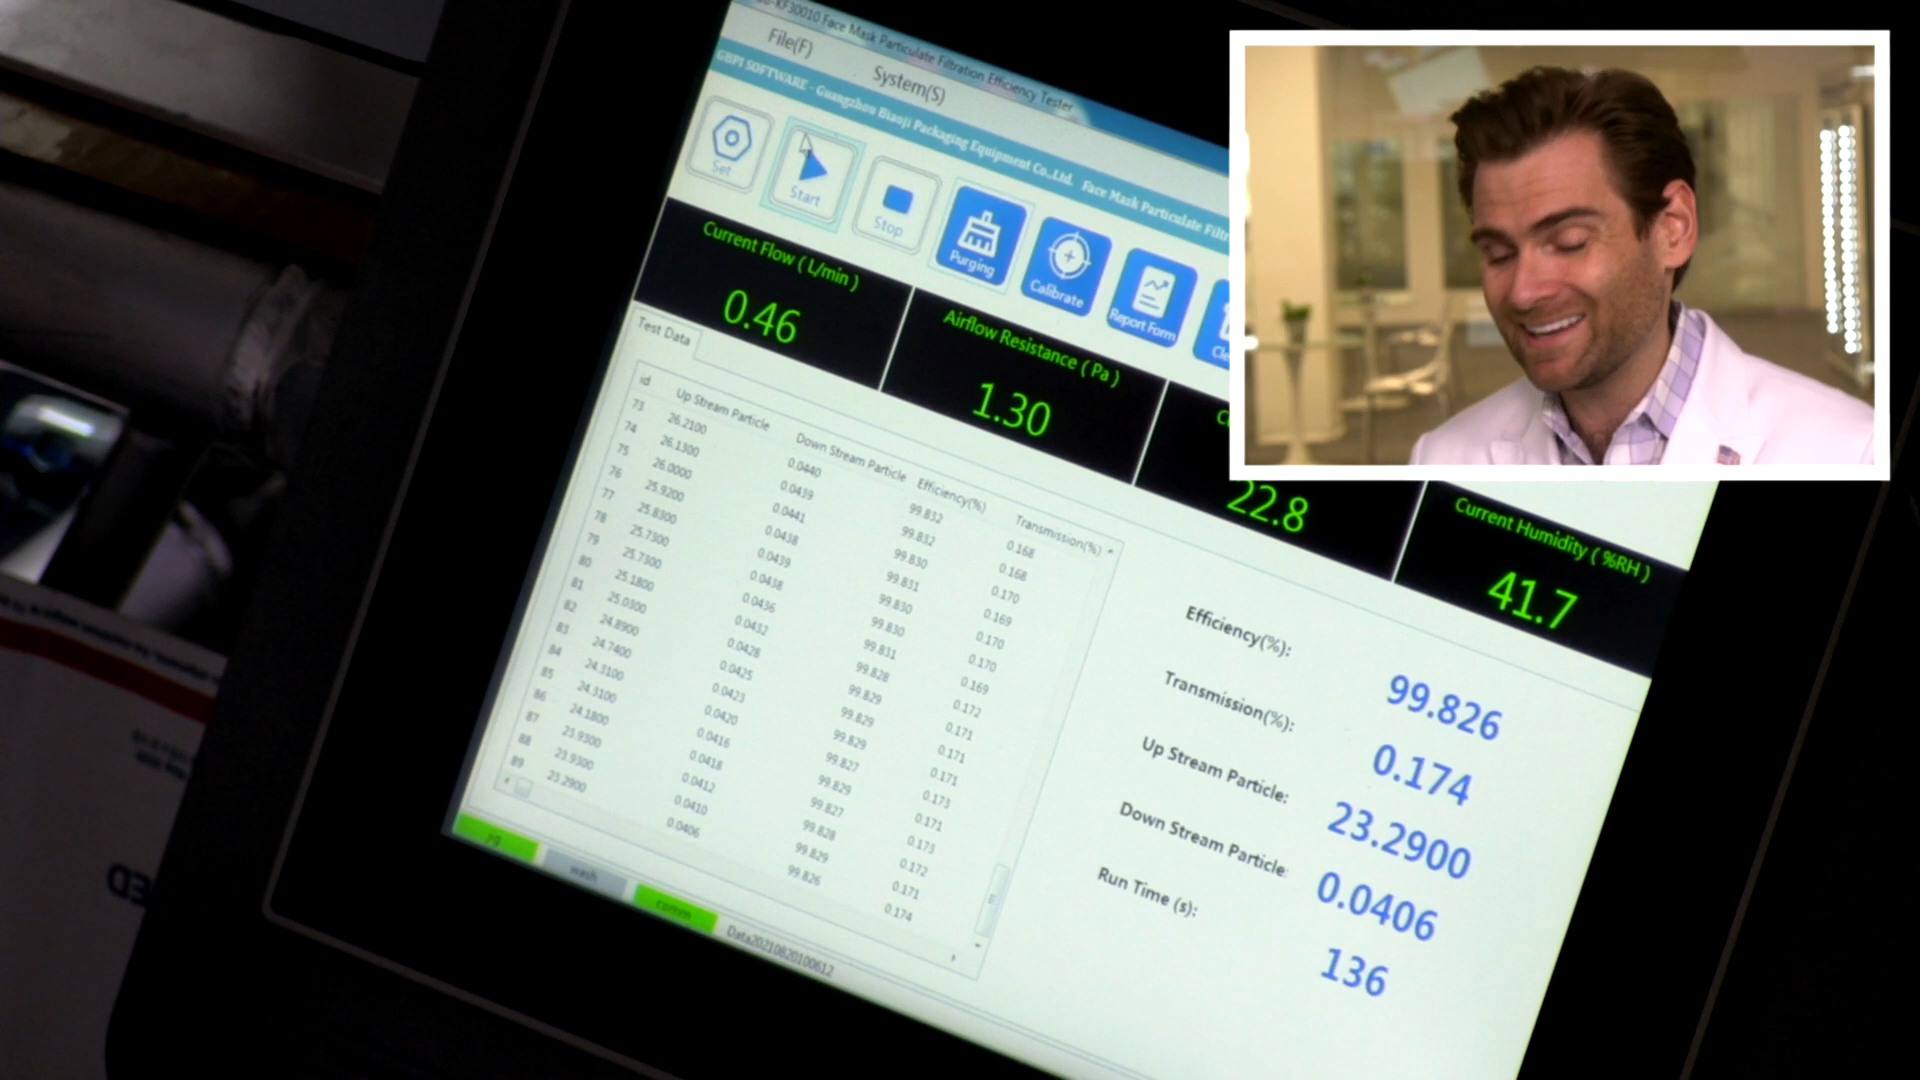 KF30010 Face Mask Particulate Filtration Efficiency Tester
File(F) System(S)
GBPI SOFTWARE - Guangzhou Biaoji Packaging Equipment Co.,Ltd. Face Mask Particulate
Set Start Stop Purging Calibrate Report Form
Current Flow ( L/min ) Airflow Resistance ( Pa ) Current Humidity ( %RH )
0.46 1.30 22.8 41.7
Test Data
id Up Stream Particle Down Stream Particle Efficiency(%) Transmission(%)
73 26.2100 0.0440 99.832 0.168
74 26.1300 0.0439 99.832 0.168
75 26.0000 0.0441 99.830 0.170
76 25.9200 0.0438 99.831 0.169
77 25.8300 0.0439 99.830 0.170
78 25.7300 0.0438 99.830 0.170
79 25.7300 0.0436 99.831 0.169
80 25.1800 0.0432 99.828 0.172
81 25.0300 0.0428 99.829 0.171
82 24.8900 0.0425 99.829 0.171
83 24.7400 0.0423 99.829 0.171
84 24.3100 0.0420 99.827 0.173
85 24.3100 0.0416 99.829 0.171
86 24.1800 0.0418 99.827 0.173
87 23.9300 0.0412 99.828 0.172
88 23.9300 0.0410 99.829 0.171
89 23.2900 0.0406 99.826 0.174
Efficiency(%): 99.826
Transmission(%): 0.174
Up Stream Particle: 23.2900
Down Stream Particle 0.0406
Run Time (s): 136
wash comm Data20210820100612